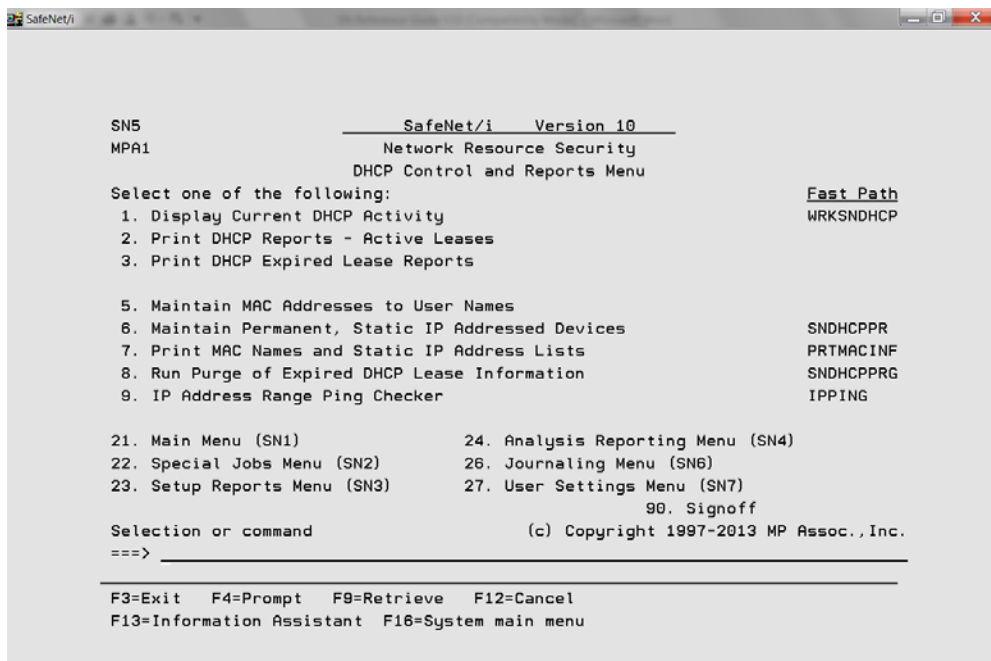 SafeNet/i
SN5 SafeNet/i Version 10
MPA1 Network Resource Security
DHCP Control and Reports Menu
Select one of the following: Fast Path
1. Display Current DHCP Activity WRKSNDHCP
2. Print DHCP Reports - Active Leases
3. Print DHCP Expired Lease Reports
5. Maintain MAC Addresses to User Names
6. Maintain Permanent, Static IP Addressed Devices SNDHCPPR
7. Print MAC Names and Static IP Address Lists PRTMACINF
8. Run Purge of Expired DHCP Lease Information SNDHCPPRG
9. IP Address Range Ping Checker IPPING
21. Main Menu (SN1) 24. Analysis Reporting Menu (SN4)
22. Special Jobs Menu (SN2) 26. Journaling Menu (SN6)
23. Setup Reports Menu (SN3) 27. User Settings Menu (SN7)
90. Signoff
Selection or command (c) Copyright 1997-2013 MP Assoc.,Inc.
===>
F3=Exit F4=Prompt F9=Retrieve F12=Cancel
F13=Information Assistant F16=System main menu